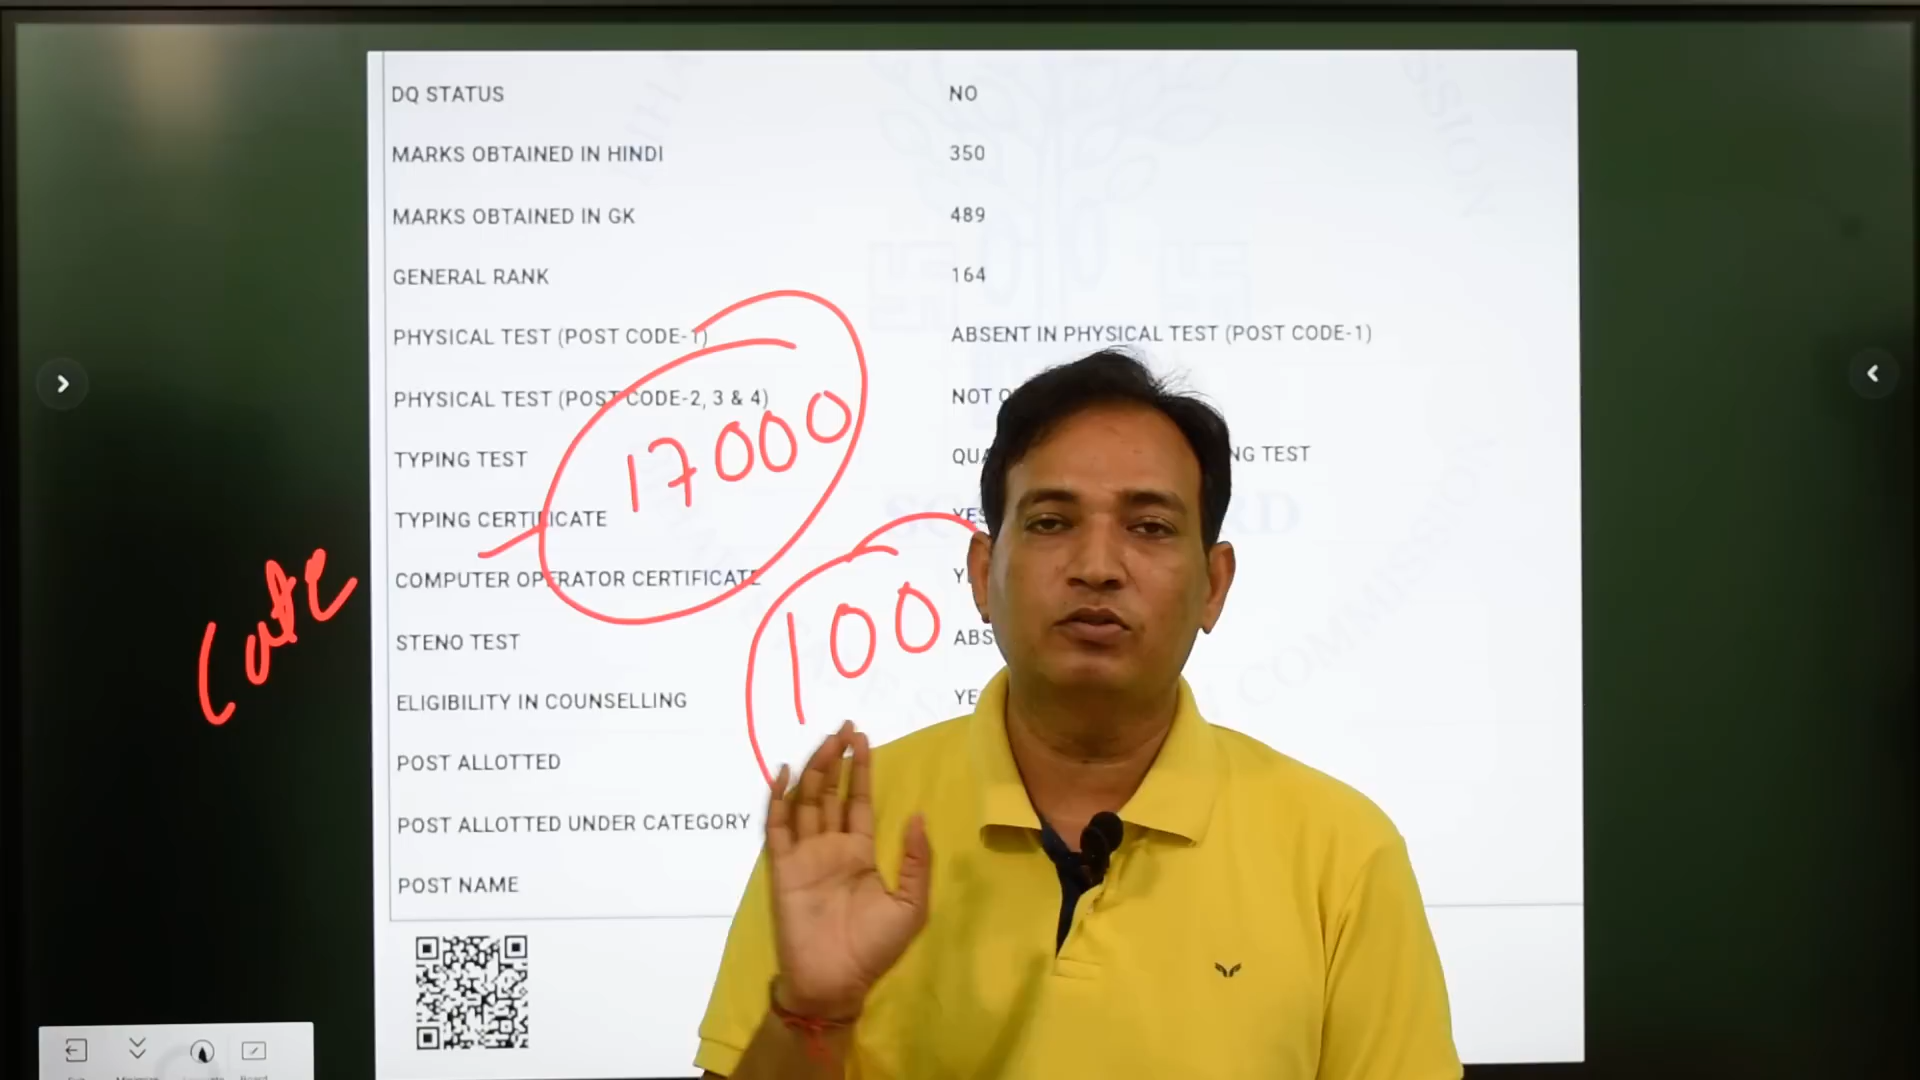 DQ STATUS NO
MARKS OBTAINED IN HINDI 350
MARKS OBTAINED IN GK 489
GENERAL RANK 164
PHYSICAL TEST (POST CODE-1) ABSENT IN PHYSICAL TEST (POST CODE-1)
PHYSICAL TEST (POST CODE-2, 3 & 4) NOT
17000
TYPING TEST NG TEST
TYPING CERTIFICATE YES
COMPUTER OPERATOR CERTIFICATE
100
STENO TEST ABS
ELIGIBILITY IN COUNSELLING YE
POST ALLOTTED
POST ALLOTTED UNDER CATEGORY
POST NAME
COMMISSION